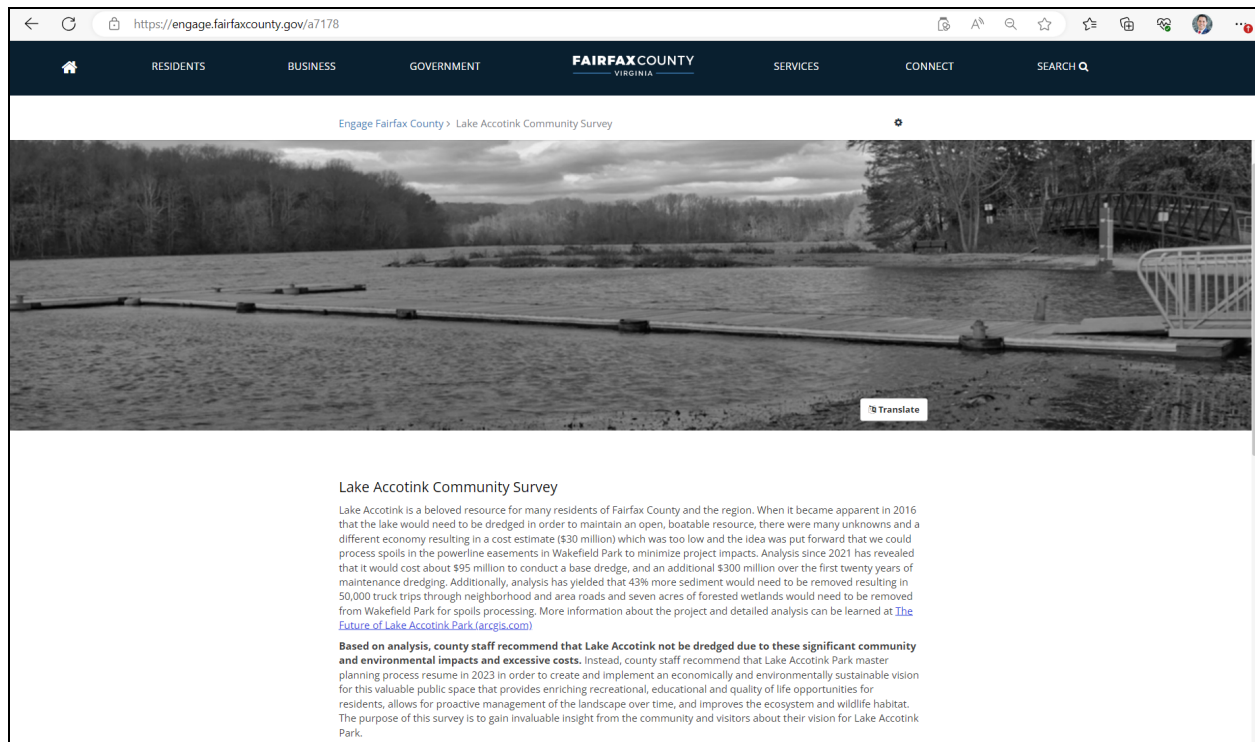 https://engage.fairfaxcounty.gov/a7178
RESIDENTS BUSINESS GOVERNMENT FAIRFAXCOUNTY VIRGINIA SERVICES CONNECT SEARCH
Engage Fairfax County > Lake Accotink Community Survey
Translate
Lake Accotink Community Survey
Lake Accotink is a beloved resource for many residents of Fairfax County and the region. When it became apparent in 2016
that the lake would need to be dredged in order to maintain an open, boatable resource, there were many unknowns and a
different economy resulting in a cost estimate ($30 million) which was too low and the idea was put forward that we could
process spoils in the powerline easements in Wakefield Park to minimize project impacts. Analysis since 2021 has revealed
that it would cost about $95 million to conduct a base dredge, and an additional $300 million over the first twenty years of
maintenance dredging. Additionally, analysis has yielded that 43% more sediment would need to be removed resulting in
50,000 truck trips through neighborhood and area roads and seven acres of forested wetlands would need to be removed
from Wakefield Park for spoils processing. More information about the project and detailed analysis can be learned at The
Future of Lake Accotink Park (arcgis.com)
Based on analysis, county staff recommend that Lake Accotink not be dredged due to these significant community
and environmental impacts and excessive costs. Instead, county staff recommend that Lake Accotink Park master
planning process resume in 2023 in order to create and implement an economically and environmentally sustainable vision
for this valuable public space that provides enriching recreational, educational and quality of life opportunities for
residents, allows for proactive management of the landscape over time, and improves the ecosystem and wildlife habitat.
The purpose of this survey is to gain invaluable insight from the community and visitors about their vision for Lake Accotink
Park.